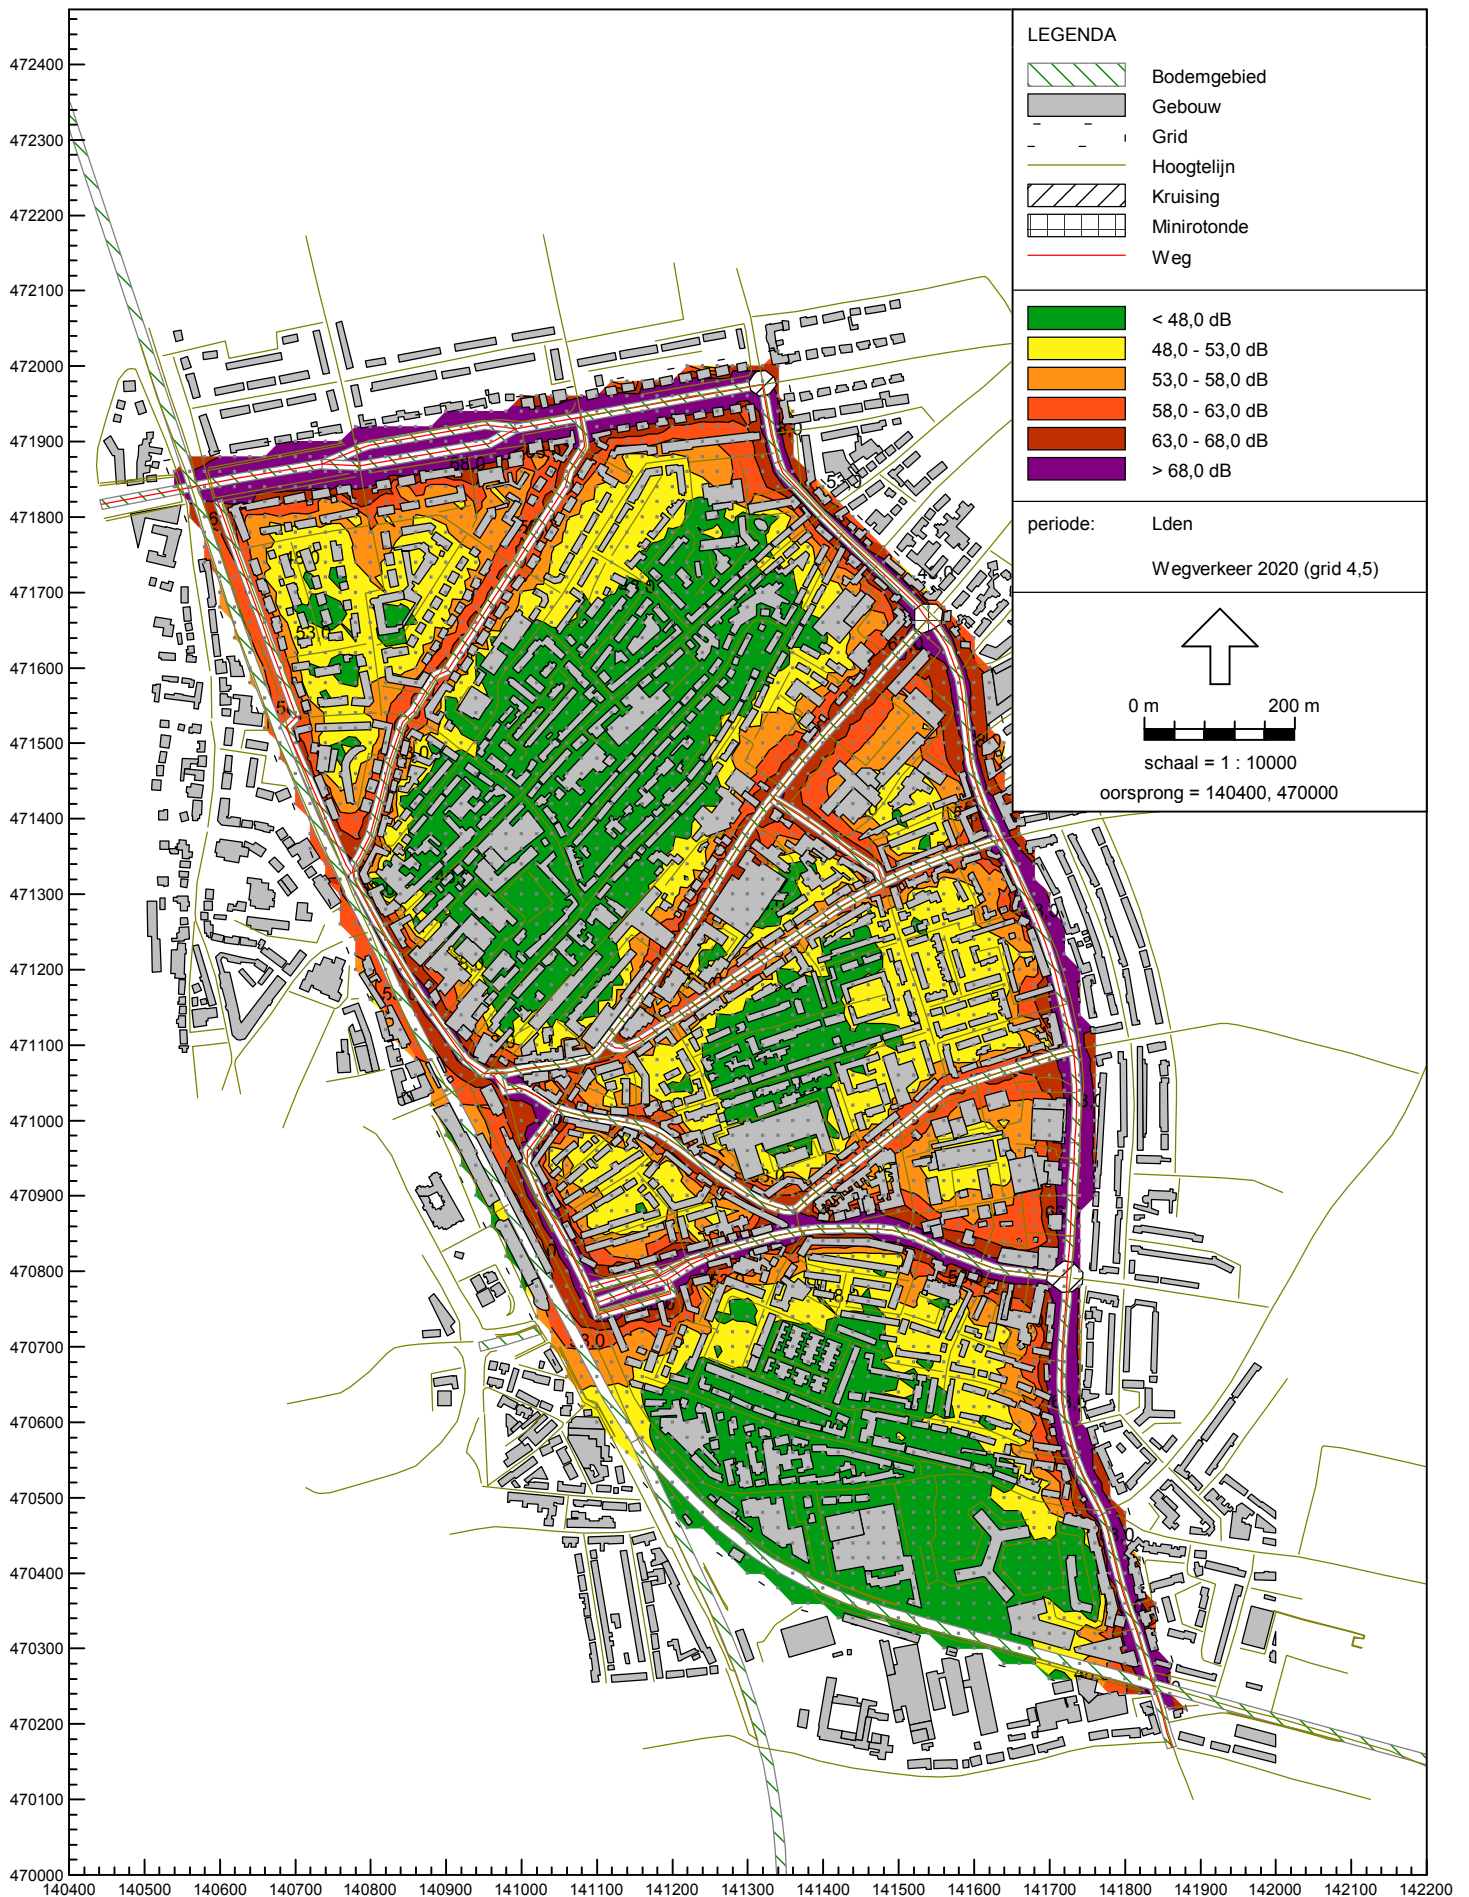 LEGENDA
Bodemgebied
Gebouw
Grid
Hoogtelijn
Kruising
Minirotonde
Weg
< 48,0 dB
48,0 - 53,0 dB
53,0 - 58,0 dB
58,0 - 63,0 dB
63,0 - 68,0 dB
> 68,0 dB
periode: Lden
Wegverkeer 2020 (grid 4,5)
0 m 200 m
schaal = 1 : 10000
oorsprong = 140400, 470000
472400
472300
472200
472100
472000
471900
471800
471700
471600
471500
471400
471300
471200
471100
471000
470900
470800
470700
470600
470500
470400
470300
470200
470100
470000
140400 140500 140600 140700 140800 140900 141000 141100 141200 141300 141400 141500 141600 141700 141800 141900 142000 142100 142200